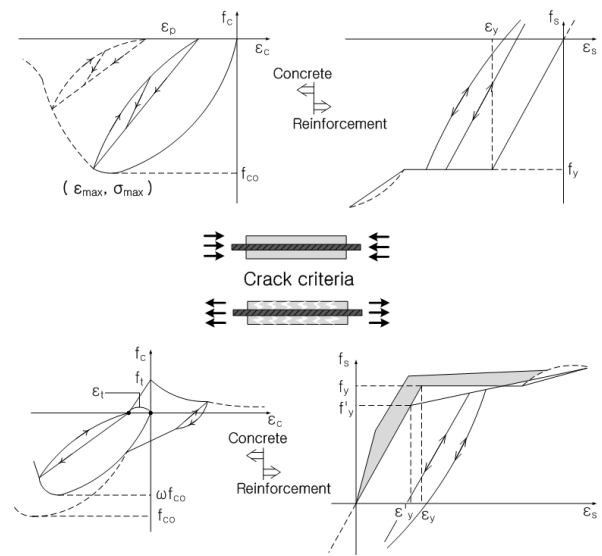 f_c
ε_p
ε_c
f_co
( ε_max, σ_max )
Concrete
Reinforcement
f_s
ε_y
ε_s
f_y
Crack criteria
f_c
f_t
ε_t
ε_c
ωf_co
f_co
Concrete
Reinforcement
f_s
f_y
f'_y
ε'_y
ε_y
ε_s